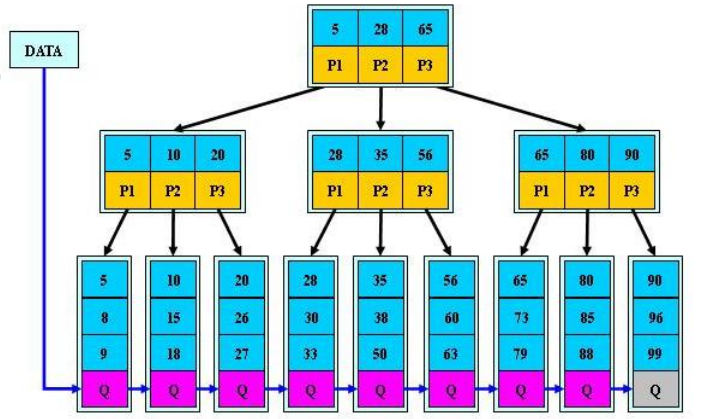 5 28 65
DATA
P1 P2 P3
5 10 20 28 35 56 65 80 90
P1 P2 P3 P1 P2 P3 P1 P2 P3
5 10 20 28 35 56 65 80 90
8 15 26 30 38 60 73 85 96
9 18 27 33 50 63 79 88 99
Q Q Q Q Q Q Q Q Q